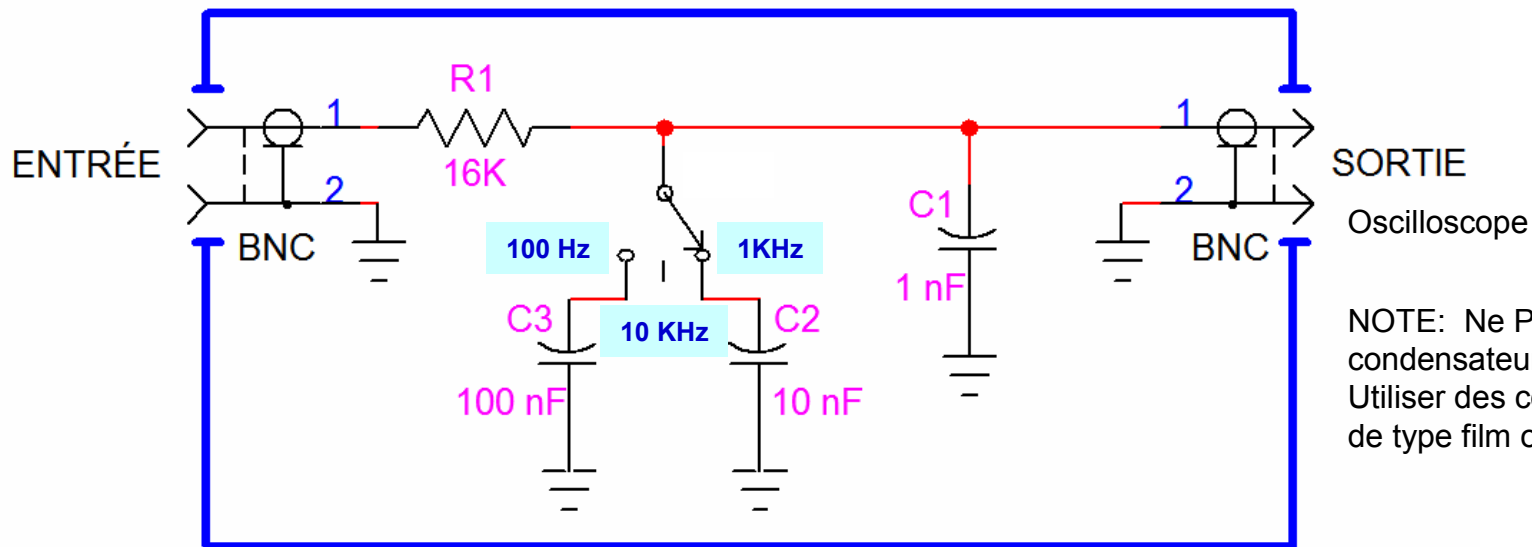 R1
1
1
ENTRÉE
16K
SORTIE
2
2
C1
BNC
100 Hz
1KHz
BNC
Oscilloscope
1 nF
C3
10 KHz
C2
NOTE: Ne
condensateu
100 nF
10 nF
Utiliser des
de type film